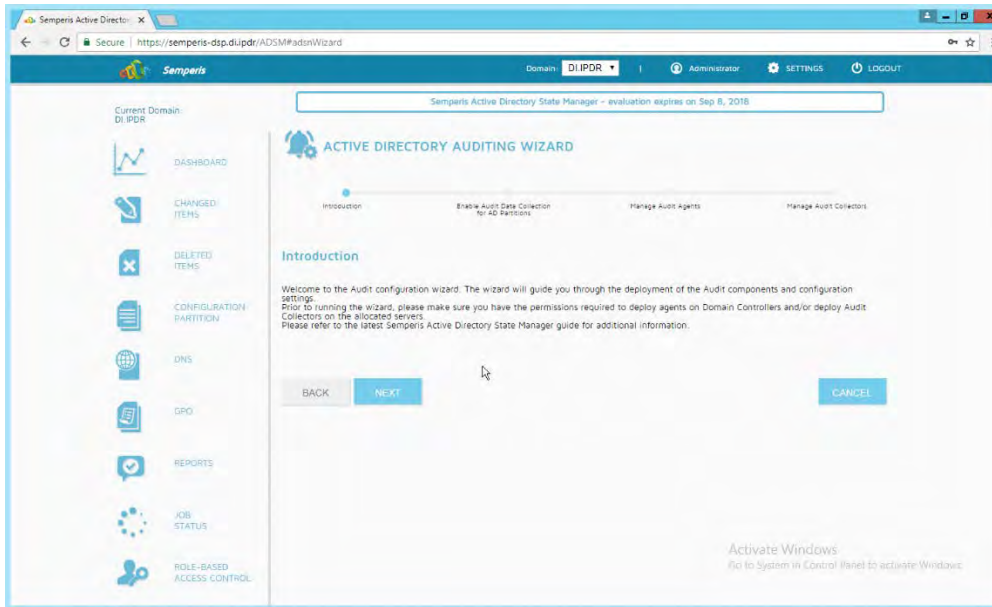 Semperis Active Directo
Secure | https://semperis-dsp.di.ipdr/ADSM#adsnWizard
Semperis
Domain: DI.IPDR
Administrator
SETTINGS
LOGOUT
Current Domain:
DI.IPDR
Semperis Active Directory State Manager - evaluation expires on Sep 8, 2018
ACTIVE DIRECTORY AUDITING WIZARD
Introduction
Enable Audit Data Collection
for AD Partitions
Manage Audit Agents
Manage Audit Collectors
DASHBOARD
CHANGED
ITEMS
DELETED
ITEMS
CONFIGURATION
PARTITION
DNS
GPO
REPORTS
JOB
STATUS
ROLE-BASED
ACCESS CONTROL
Introduction
Welcome to the Audit configuration wizard. The wizard will guide you through the deployment of the Audit components and configuration
settings.
Prior to running the wizard, please make sure you have the permissions required to deploy agents on Domain Controllers and/or deploy Audit
Collectors on the allocated servers.
Please refer to the latest Semperis Active Directory State Manager guide for additional information.
BACK
NEXT
CANCEL
Activate Windows
Go to System in Control Panel to activate Windows.